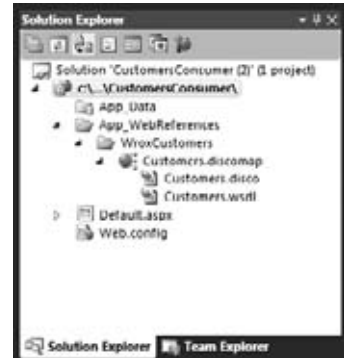 Solution Explorer
Solution 'CustomersConsumer (2)' (1 project)
C:\...\CustomersConsumer\
App_Data
App_WebReferences
WroxCustomers
Customers.discomap
Customers.disco
Customers.wsdl
Default.aspx
Web.config
Solution Explorer Team Explorer